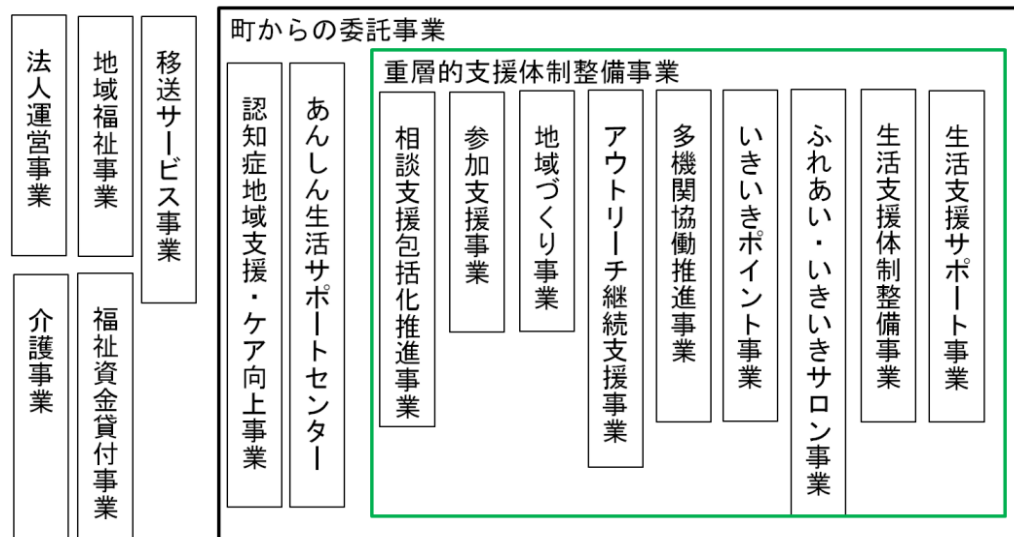 町からの委託事業
重層的支援体制整備事業
法人運営事業
地域福祉事業
移送サービス事業
介護事業
福祉資金貸付事業
認知症地域支援・ケア向上事業
あんしん生活サポートセンター
相談支援包括化推進事業
参加支援事業
地域づくり事業
アウトリーチ継続支援事業
多機関協働推進事業
いきいきポイント事業
ふれあい・いきいきサロン事業
生活支援体制整備事業
生活支援サポート事業